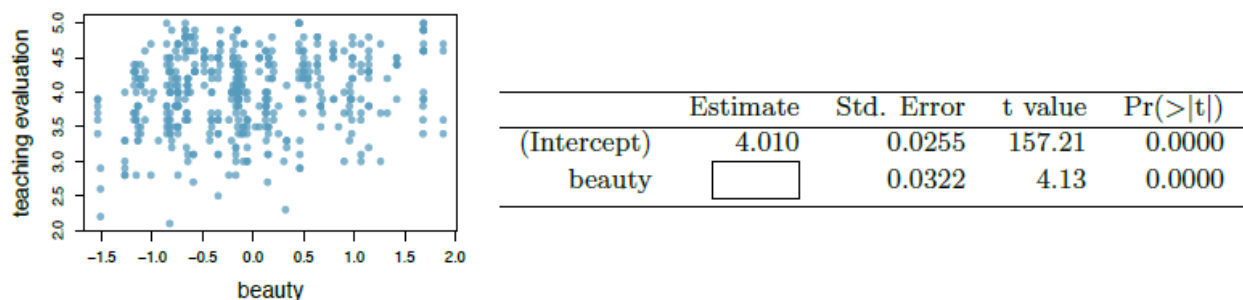 teaching evaluation
5.0
4.5
4.0
3.5
3.0
2.5
2.0
−1.5 −1.0 −0.5 0.0 0.5 1.0 1.5 2.0
beauty
Estimate Std. Error t value Pr(>|t|)
(Intercept) 4.010 0.0255 157.21 0.0000
beauty 0.0322 4.13 0.0000